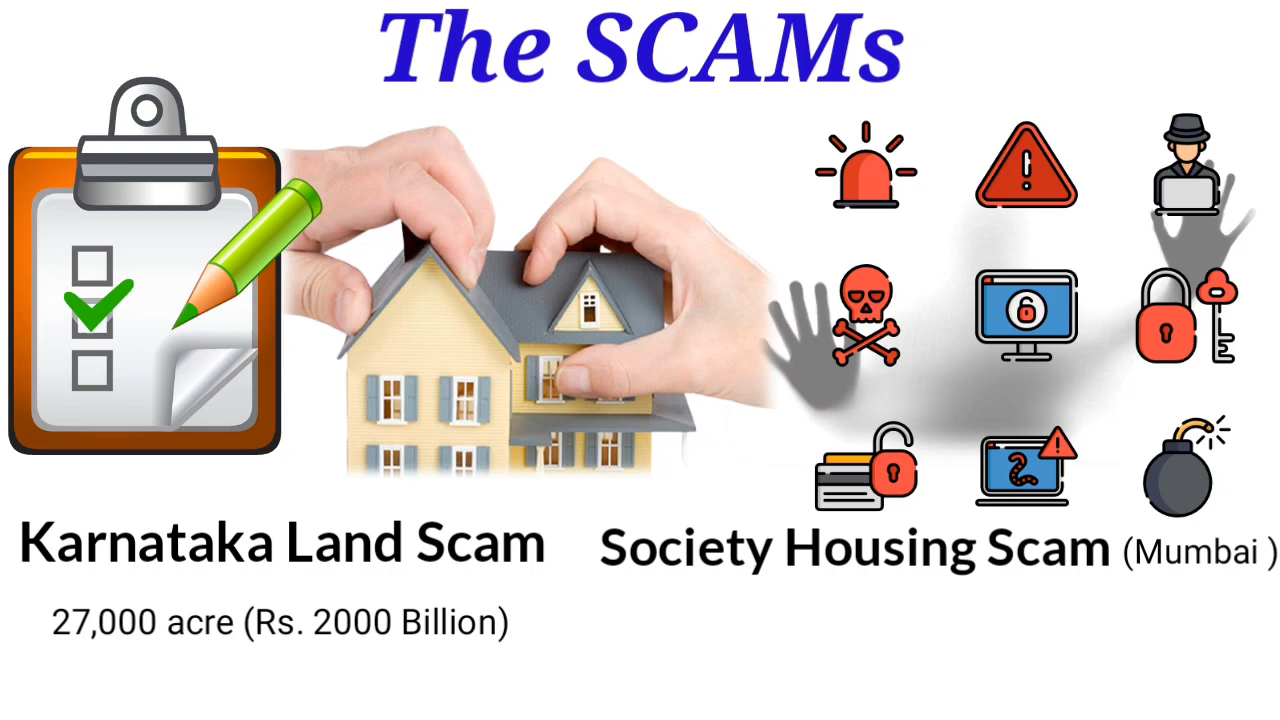 The SCAMs
Karnataka Land Scam
27,000 acre (Rs. 2000 Billion)
Society Housing Scam (Mumbai )